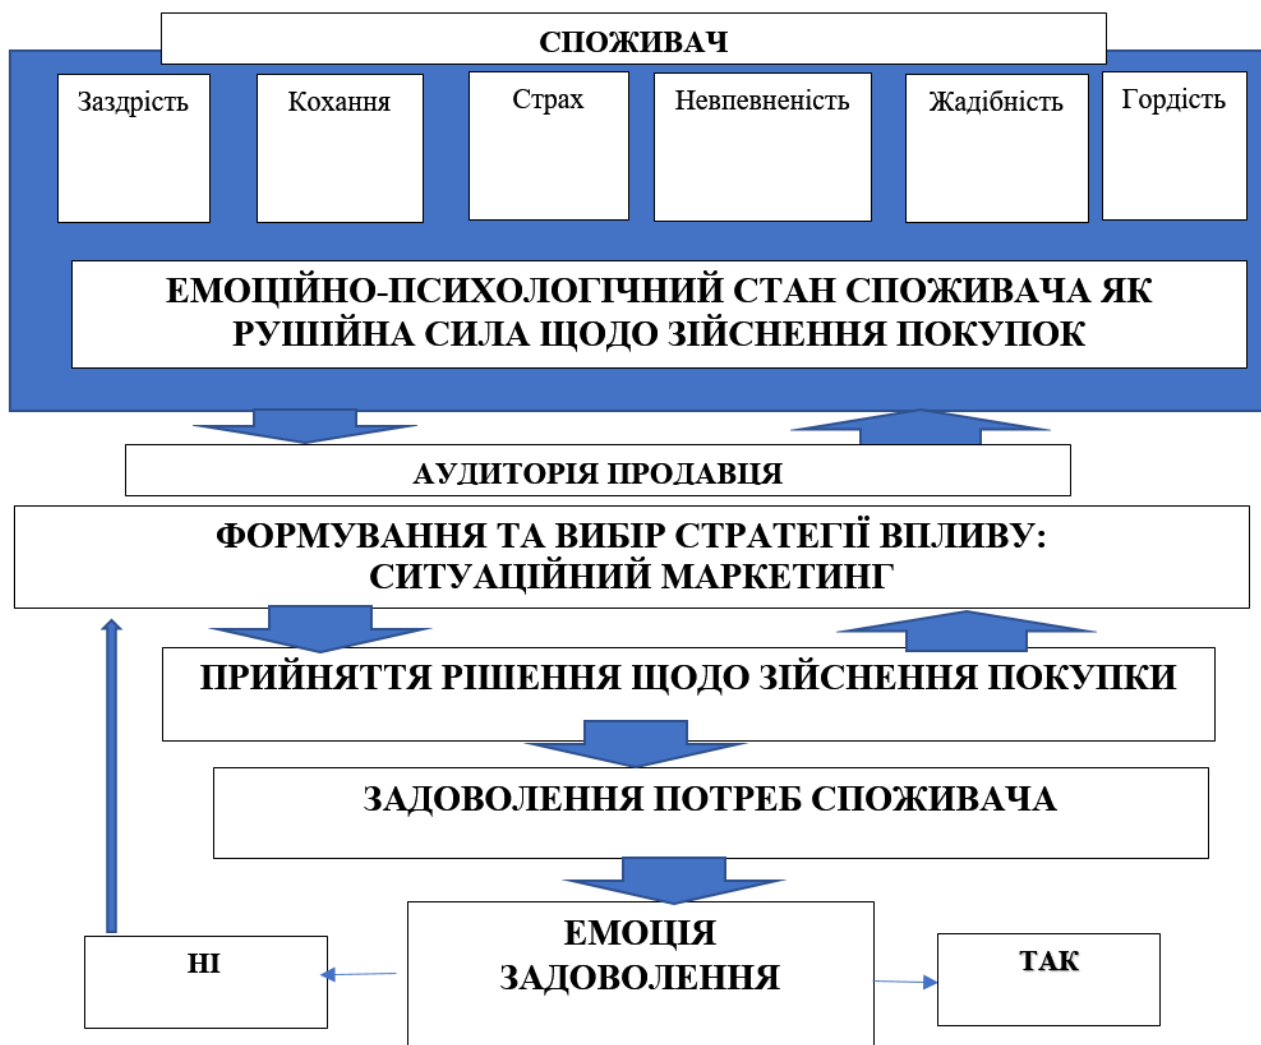 СПОЖИВАЧ
Заздрість Кохання Страх Невпевненість Жадібність Гордість
ЕМОЦІЙНО-ПСИХОЛОГІЧНИЙ СТАН СПОЖИВАЧА ЯК
РУШІЙНА СИЛА ЩОДО ЗІЙСНЕННЯ ПОКУПОК
АУДИТОРІЯ ПРОДАВЦЯ
ФОРМУВАННЯ ТА ВИБІР СТРАТЕГІЇ ВПЛИВУ:
СИТУАЦІЙНИЙ МАРКЕТИНГ
ПРИЙНЯТТЯ РІШЕННЯ ЩОДО ЗІЙСНЕННЯ ПОКУПКИ
ЗАДОВОЛЕННЯ ПОТРЕБ СПОЖИВАЧА
ЕМОЦІЯ
ЗАДОВОЛЕННЯ
НІ
ТАК